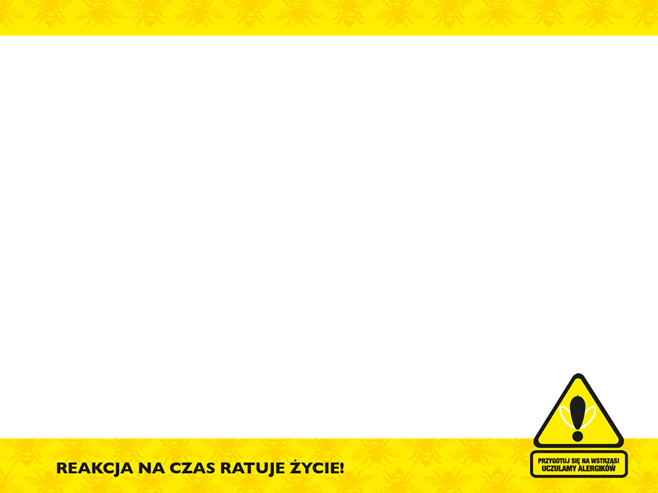 REAKCJA NA CZAS RATUJE ŻYCIE!
PRZYGOTUJ SIĘ NA WSTRZĄS!
UCZULAMY ALERGIKÓW